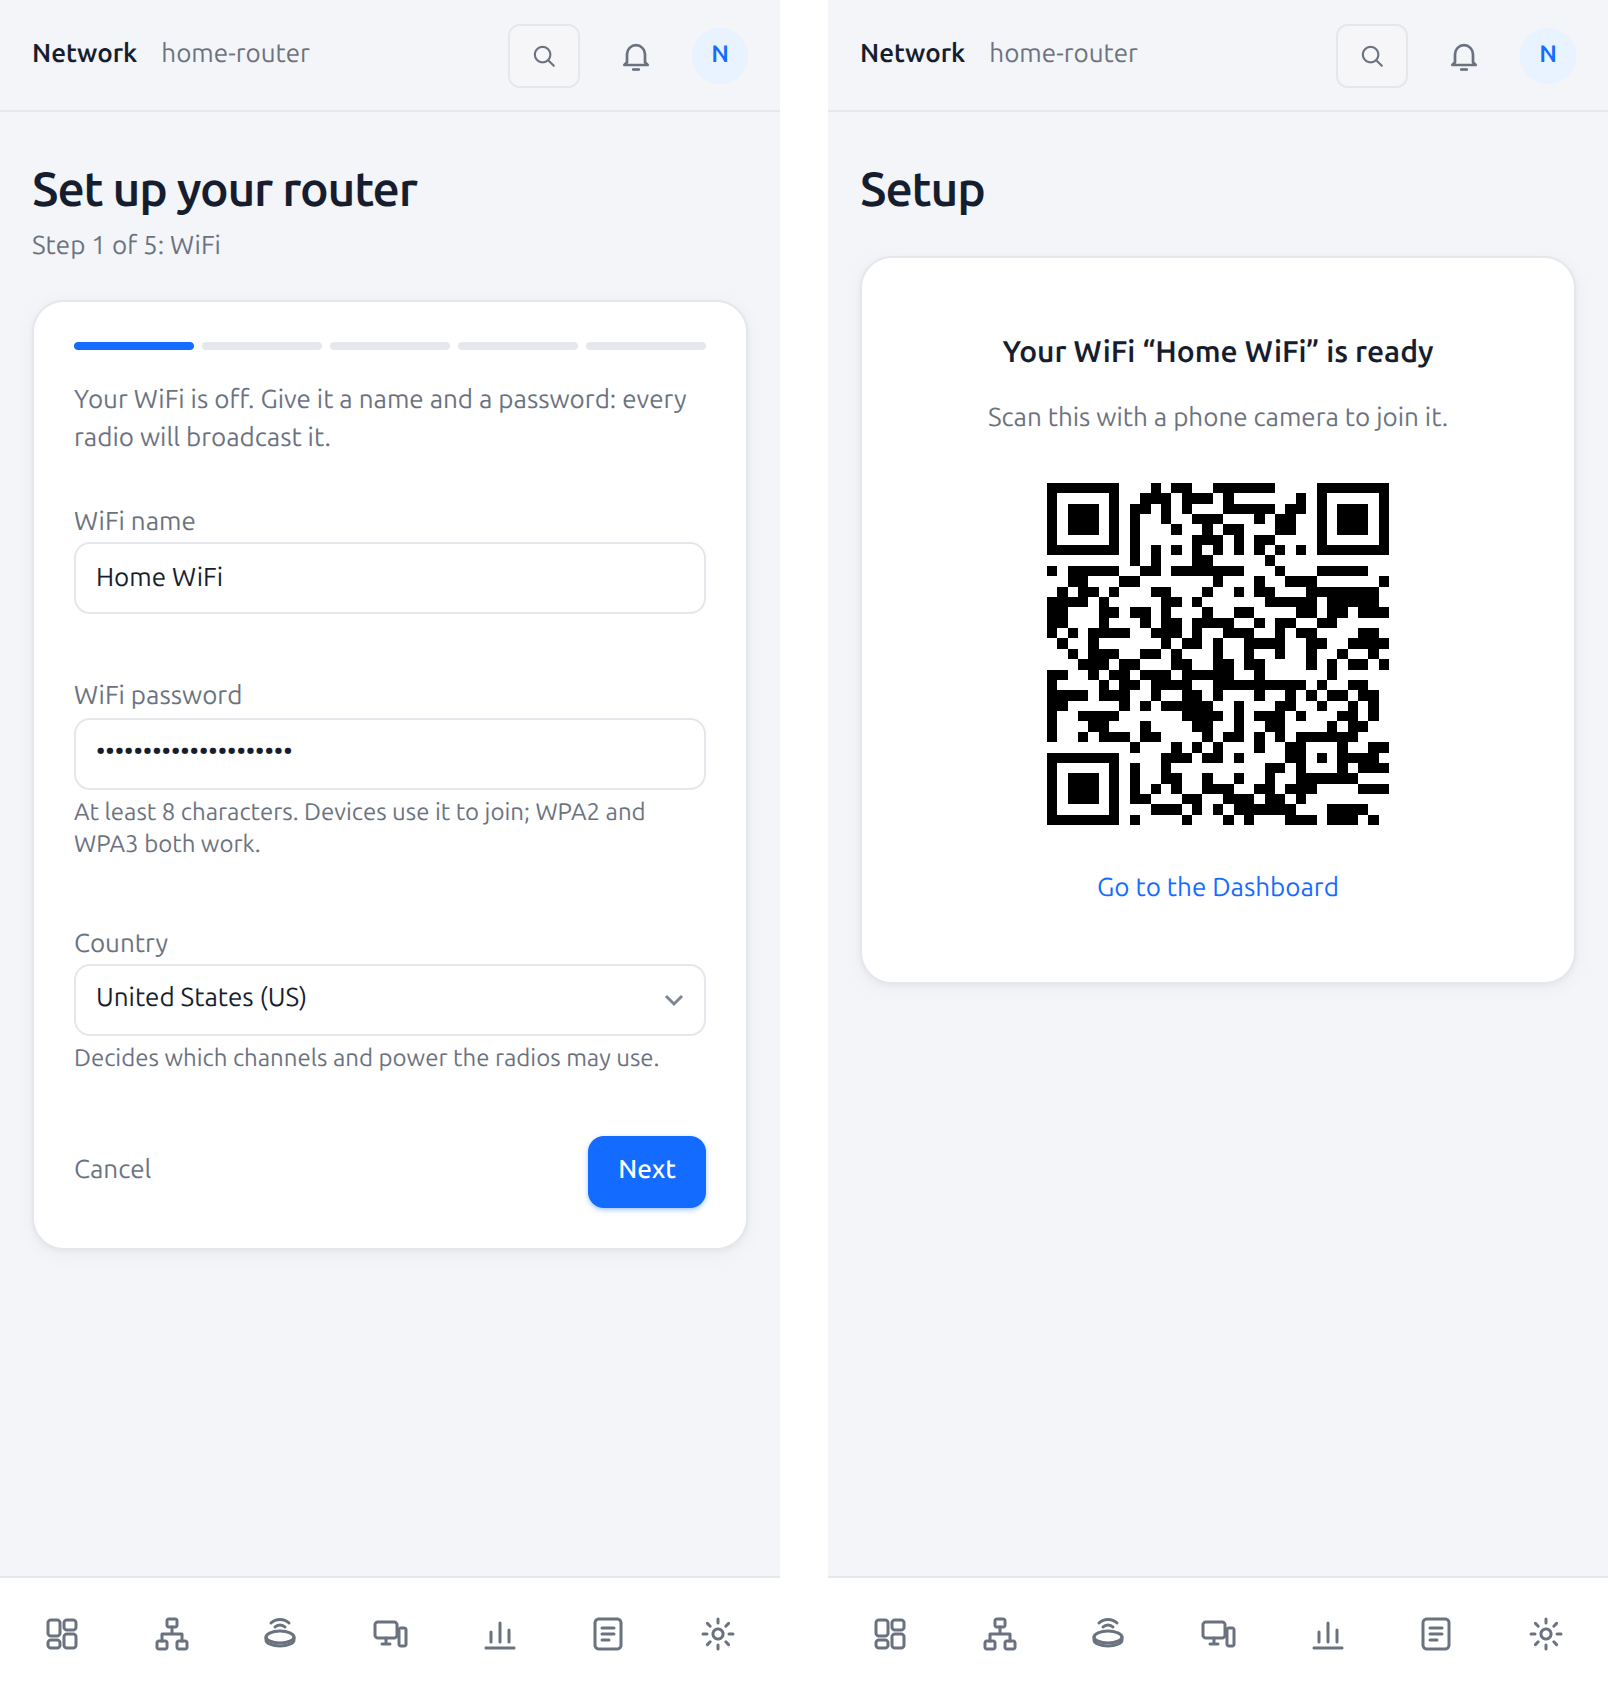 Network home-router
N
Set up your router
Step 1 of 5: WiFi
Your WiFi is off. Give it a name and a password: every
radio will broadcast it.
WiFi name
Home WiFi
WiFi password
•••••••••••••••••••••
At least 8 characters. Devices use it to join; WPA2 and
WPA3 both work.
Country
United States (US)
Decides which channels and power the radios may use.
Cancel
Next
Network home-router
N
Setup
Your WiFi “Home WiFi” is ready
Scan this with a phone camera to join it.
Go to the Dashboard